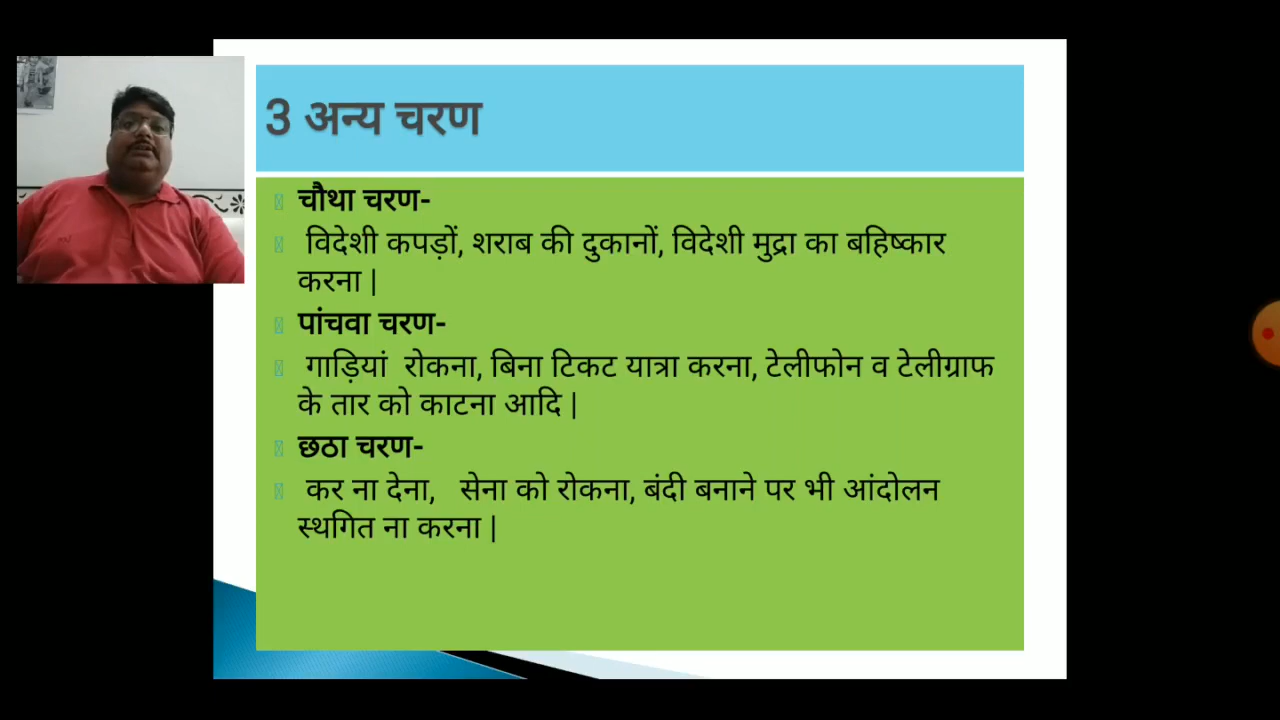 3 अन्य चरण
चौथा चरण-
विदेशी कपड़ों, शराब की दुकानों, विदेशी मुद्रा का बहिष्कार
करना |
पांचवा चरण-
गाड़ियां रोकना, बिना टिकट यात्रा करना, टेलीफोन व टेलीग्राफ
के तार को काटना आदि |
छठा चरण-
कर ना देना, सेना को रोकना, बंदी बनाने पर भी आंदोलन
स्थगित ना करना |